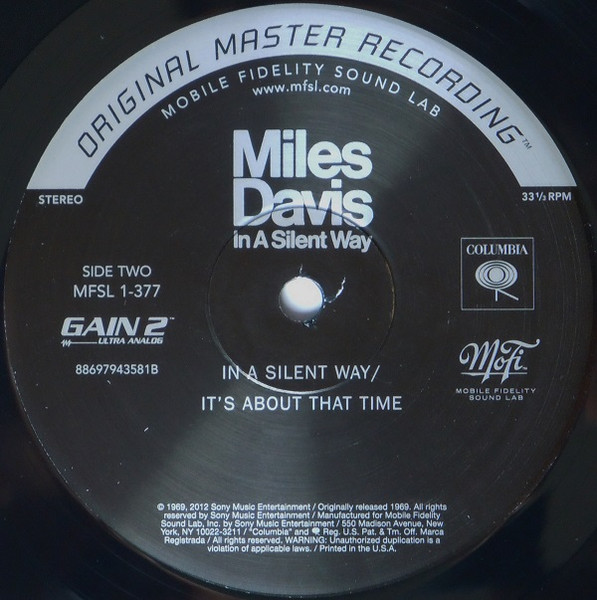 ORIGINAL MASTER RECORDING™
MOBILE FIDELITY SOUND LAB
www.mfsl.com
Miles
Davis
In A Silent Way
STEREO
33⅓ RPM
COLUMBIA
SIDE TWO
MFSL 1-377
GAIN 2™
ULTRA ANALOG
88697943581B
MoFi™
MOBILE FIDELITY
SOUND LAB
IN A SILENT WAY/
IT'S ABOUT THAT TIME
© 1969, 2012 Sony Music Entertainment / Originally released 1969. All rights
reserved by Sony Music Entertainment / Manufactured for Mobile Fidelity
Sound Lab, Inc. by Sony Music Entertainment / 550 Madison Avenue, New
York, NY 10022-3211 / "Columbia" and Reg. U.S. Pat. & Tm. Off. Marca
Registrada / All rights reserved. WARNING: Unauthorized duplication is a
violation of applicable laws. / Printed in the U.S.A.